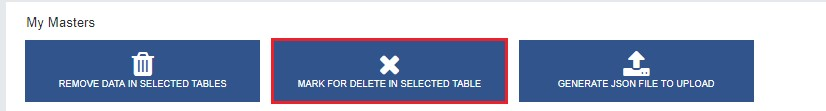 My Masters
REMOVE DATA IN SELECTED TABLES
MARK FOR DELETE IN SELECTED TABLE
GENERATE JSON FILE TO UPLOAD